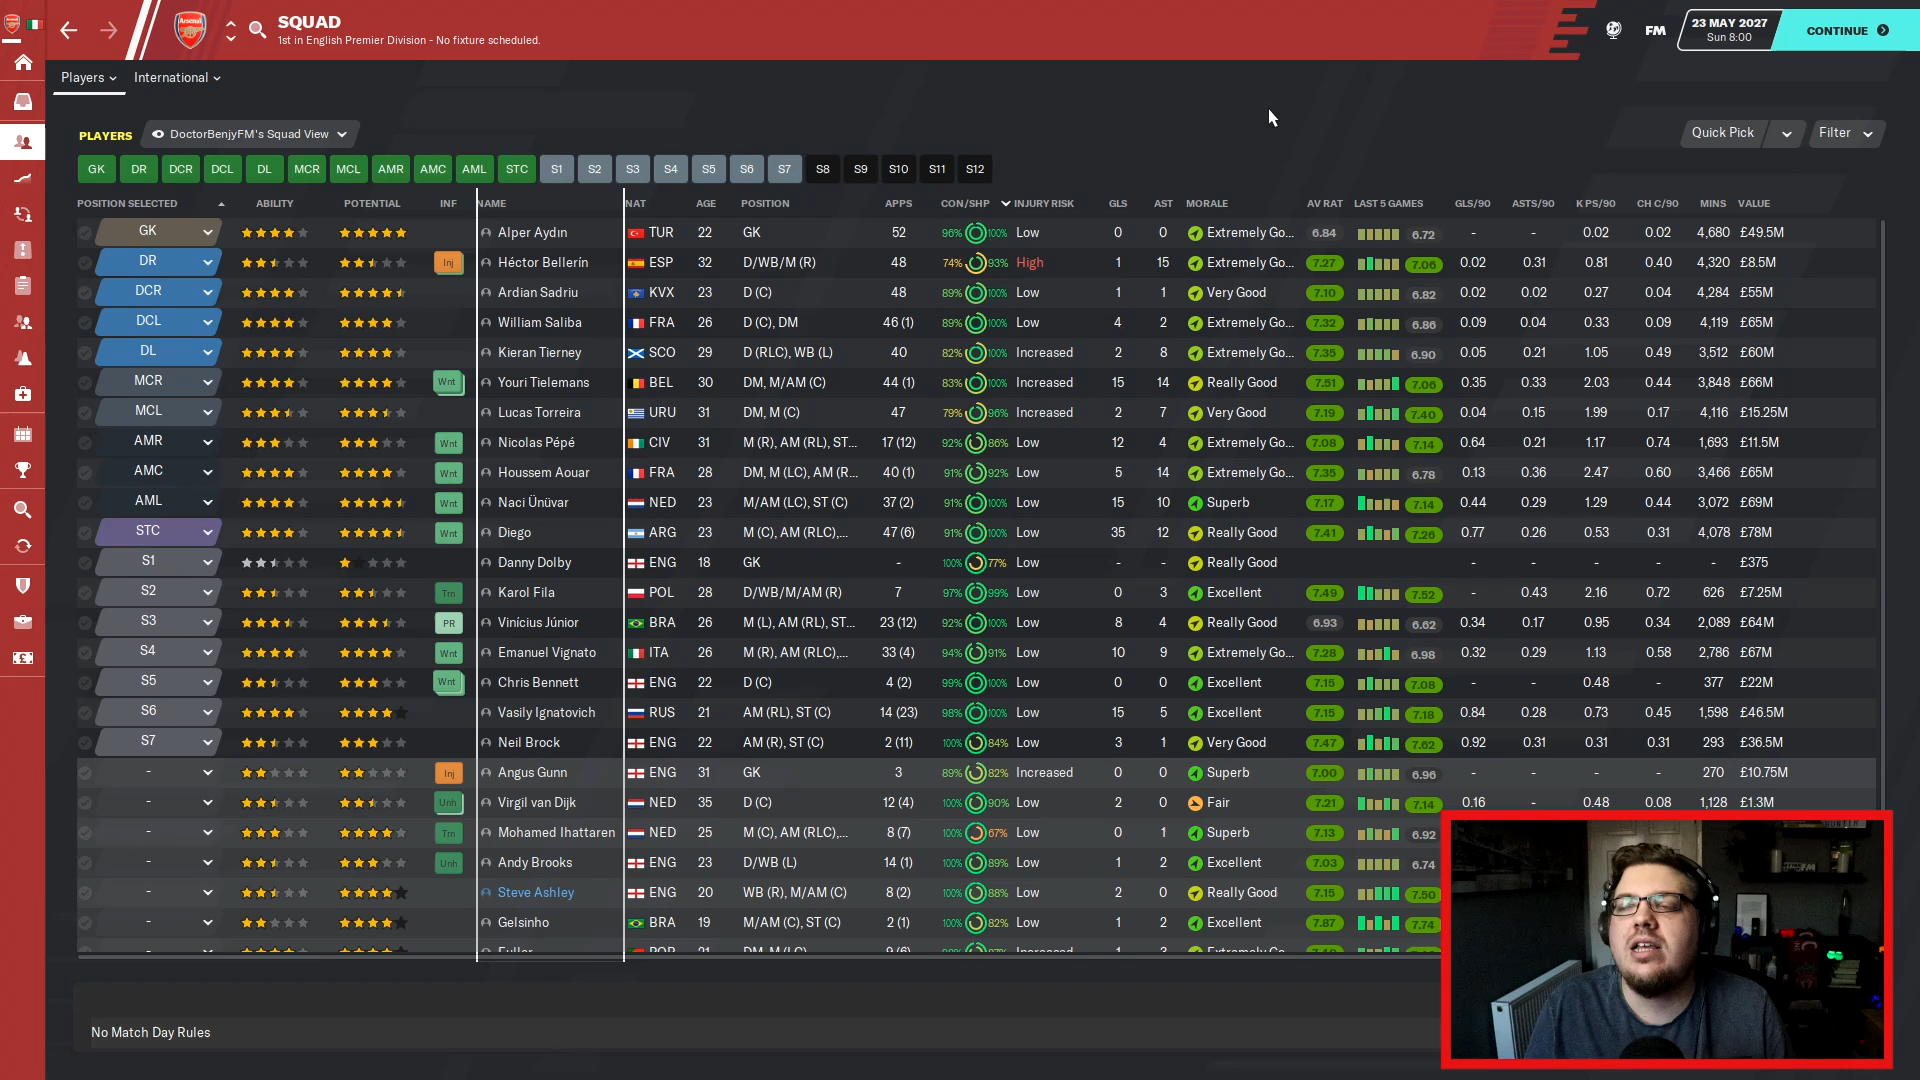 SQUAD
1st in English Premier Division - No fixture scheduled.
FM
23 MAY 2027
Sun 8:00
CONTINUE
Players International
PLAYERS DoctorBenjyFM's Squad View Quick Pick Filter
GK DR DCR DCL DL MCR MCL AMR AMC AML STC S1 S2 S3 S4 S5 S6 S7 S8 S9 S10 S11 S12
POSITION SELECTED ABILITY POTENTIAL INF NAME NAT AGE POSITION APPS CON/SHP INJURY RISK GLS AST MORALE AV RAT LAST 5 GAMES GLS/90 ASTS/90 K PS/90 CH C/90 MINS VALUE
GK Alper Aydın TUR 22 GK 52 96% 100% Low 0 0 Extremely Go... 6.84 6.72 - - 0.02 0.02 4,680 £49.5M
DR Inj Héctor Bellerín ESP 32 D/WB/M (R) 48 74% 93% High 1 15 Extremely Go... 7.27 7.06 0.02 0.31 0.81 0.40 4,320 £8.5M
DCR Ardian Sadriu KVX 23 D (C) 48 89% 100% Low 1 1 Very Good 7.10 6.82 0.02 0.02 0.27 0.04 4,284 £55M
DCL William Saliba FRA 26 D (C), DM 46 (1) 89% 100% Low 4 2 Extremely Go... 7.32 6.86 0.09 0.04 0.33 0.09 4,119 £65M
DL Kieran Tierney SCO 29 D (RLC), WB (L) 40 82% 100% Increased 2 8 Extremely Go... 7.35 6.90 0.05 0.21 1.05 0.49 3,512 £60M
MCR Wnt Youri Tielemans BEL 30 DM, M/AM (C) 44 (1) 83% 100% Increased 15 14 Really Good 7.51 7.06 0.35 0.33 2.03 0.44 3,848 £66M
MCL Lucas Torreira URU 31 DM, M (C) 47 79% 96% Increased 2 7 Very Good 7.19 7.40 0.04 0.15 1.99 0.17 4,116 £15.25M
AMR Wnt Nicolas Pépé CIV 31 M (R), AM (RL), ST... 17 (12) 92% 86% Low 12 4 Extremely Go... 7.08 7.14 0.64 0.21 1.17 0.74 1,693 £11.5M
AMC Wnt Houssem Aouar FRA 28 DM, M (LC), AM (R... 40 (1) 91% 92% Low 5 14 Extremely Go... 7.35 6.78 0.13 0.36 2.47 0.60 3,466 £65M
AML Wnt Naci Ünüvar NED 23 M/AM (LC), ST (C) 37 (2) 91% 100% Low 15 10 Superb 7.17 7.14 0.44 0.29 1.29 0.44 3,072 £69M
STC Wnt Diego ARG 23 M (C), AM (RLC),... 47 (6) 91% 100% Low 35 12 Really Good 7.41 7.26 0.77 0.26 0.53 0.31 4,078 £78M
S1 Danny Dolby ENG 18 GK - 100% 77% Low - - Really Good - - - - - £375
S2 Trn Karol Fila POL 28 D/WB/M/AM (R) 7 97% 99% Low 0 3 Excellent 7.49 7.52 - 0.43 2.16 0.72 626 £7.25M
S3 PR Vinícius Júnior BRA 26 M (L), AM (RL), ST... 23 (12) 92% 100% Low 8 4 Really Good 6.93 6.62 0.34 0.17 0.95 0.34 2,089 £64M
S4 Wnt Emanuel Vignato ITA 26 M (R), AM (RLC),... 33 (4) 94% 91% Low 10 9 Extremely Go... 7.28 6.98 0.32 0.29 1.13 0.58 2,786 £67M
S5 Wnt Chris Bennett ENG 22 D (C) 4 (2) 99% 100% Low 0 0 Excellent 7.15 7.08 - - 0.48 - 377 £22M
S6 Vasily Ignatovich RUS 21 AM (RL), ST (C) 14 (23) 98% 100% Low 15 5 Excellent 7.15 7.18 0.84 0.28 0.73 0.45 1,598 £46.5M
S7 Neil Brock ENG 22 AM (R), ST (C) 2 (11) 100% 84% Low 3 1 Very Good 7.47 7.62 0.92 0.31 0.31 0.31 293 £36.5M
- Inj Angus Gunn ENG 31 GK 3 89% 82% Increased 0 0 Superb 7.00 6.96 - - - - 270 £10.75M
- Unh Virgil van Dijk NED 35 D (C) 12 (4) 100% 90% Low 2 0 Fair 7.21 7.14 0.16 - 0.48 0.08 1,128 £1.3M
- Trn Mohamed Ihattaren NED 25 M (C), AM (RLC),... 8 (7) 100% 67% Low 0 1 Superb 7.13 6.92
- Unh Andy Brooks ENG 23 D/WB (L) 14 (1) 100% 89% Low 1 2 Excellent 7.03 6.74
- Steve Ashley ENG 20 WB (R), M/AM (C) 8 (2) 100% 88% Low 2 0 Really Good 7.15 7.50
- Gelsinho BRA 19 M/AM (C), ST (C) 2 (1) 100% 82% Low 1 2 Excellent 7.87 7.74
No Match Day Rules